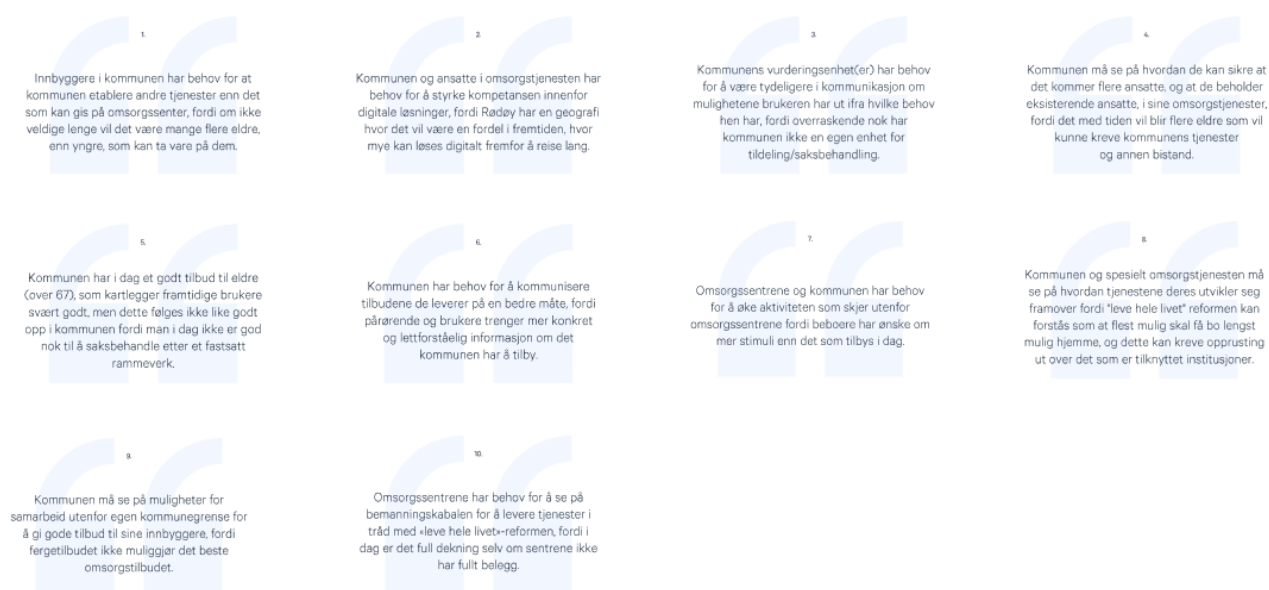 1.
Innbyggere i kommunen har behov for at
kommunen etablere andre tjenester enn det
som kan gis på omsorgssenter, fordi om ikke
veldige lenge vil det være mange flere eldre,
enn yngre, som kan ta vare på dem.
2.
Kommunen og ansatte i omsorgstjenesten har
behov for å styrke kompetansen innenfor
digitale løsninger, fordi Rødøy har en geografi
hvor det vil være en fordel i fremtiden, hvor
mye kan løses digitalt fremfor å reise lang.
3.
Kommunens vurderingsenhet(er) har behov
for å være tydeligere i kommunikasjon om
mulighetene brukeren har ut ifra hvilke behov
hen har, fordi overraskende nok har
kommunen ikke en egen enhet for
tildeling/saksbehandling.
4.
Kommunen må se på hvordan de kan sikre at
det kommer flere ansatte, og at de beholder
eksisterende ansatte, i sine omsorgstjenester,
fordi det med tiden vil blir flere eldre som vil
kunne kreve kommunens tjenester
og annen bistand.
5.
Kommunen har i dag et godt tilbud til eldre
(over 67), som kartlegger framtidige brukere
svært godt, men dette følges ikke like godt
opp i kommunen fordi man i dag ikke er god
nok til å saksbehandle etter et fastsatt
rammeverk.
6.
Kommunen har behov for å kommunisere
tilbudene de leverer på en bedre måte, fordi
pårørende og brukere trenger mer konkret
og lettforståelig informasjon om det
kommunen har å tilby.
7.
Omsorgssentrene og kommunen har behov
for å øke aktiviteten som skjer utenfor
omsorgssentrene fordi beboere har ønske om
mer stimuli enn det som tilbys i dag.
8.
Kommunen og spesielt omsorgstjenesten må
se på hvordan tjenestene deres utvikler seg
framover fordi "leve hele livet" reformen kan
forstås som at flest mulig skal få bo lengst
mulig hjemme, og dette kan kreve opprusting
ut over det som er tilknyttet institusjoner.
9.
Kommunen må se på muligheter for
samarbeid utenfor egen kommunegrense for
å gi gode tilbud til sine innbyggere, fordi
fergetilbudet ikke muliggjør det beste
omsorgstilbudet.
10.
Omsorgssentrene har behov for å se på
bemanningskabalen for å levere tjenester i
tråd med «leve hele livet»-reformen, fordi i
dag er det full dekning selv om sentrene ikke
har fullt belegg.